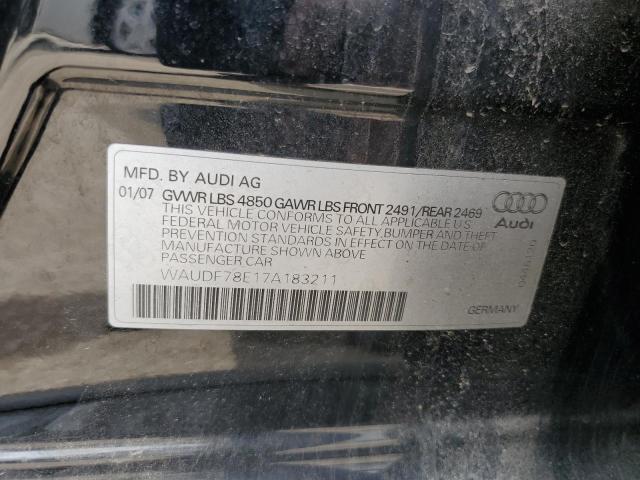 MFD. BY AUDI AG
01/07 GVWR LBS 4850 GAWR LBS FRONT 2491/REAR 2469
THIS VEHICLE CONFORMS TO ALL APPLICABLE
FEDERAL MOTOR VEHICLE SAFETY,BUMPER AND THEFT
PREVENTION STANDARDS IN EFFECT ON THE DATE OF
MANUFACTURE SHOWN ABOVE
PASSENGER CAR
WAUDF78E17A183211
Audi
GERMANY